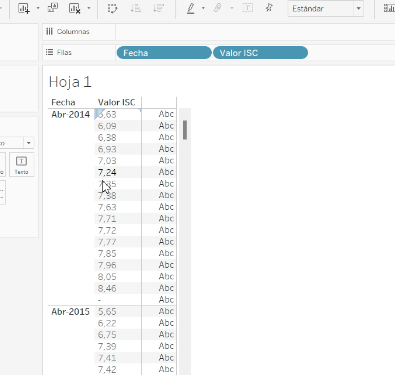 Estándar
Columnas
Filas Fecha Valor ISC
Hoja 1
Fecha Valor ISC
Abr-2014 5,63 Abc
6,09 Abc
6,38 Abc
6,93 Abc
7,03 Abc
7,24 Abc
Texto
7,35 Abc
7,38 Abc
7,63 Abc
7,71 Abc
7,72 Abc
7,77 Abc
7,85 Abc
7,96 Abc
8,05 Abc
8,46 Abc
- Abc
Abr-2015 5,65 Abc
6,22 Abc
6,75 Abc
7,39 Abc
7,41 Abc
7,42 Abc